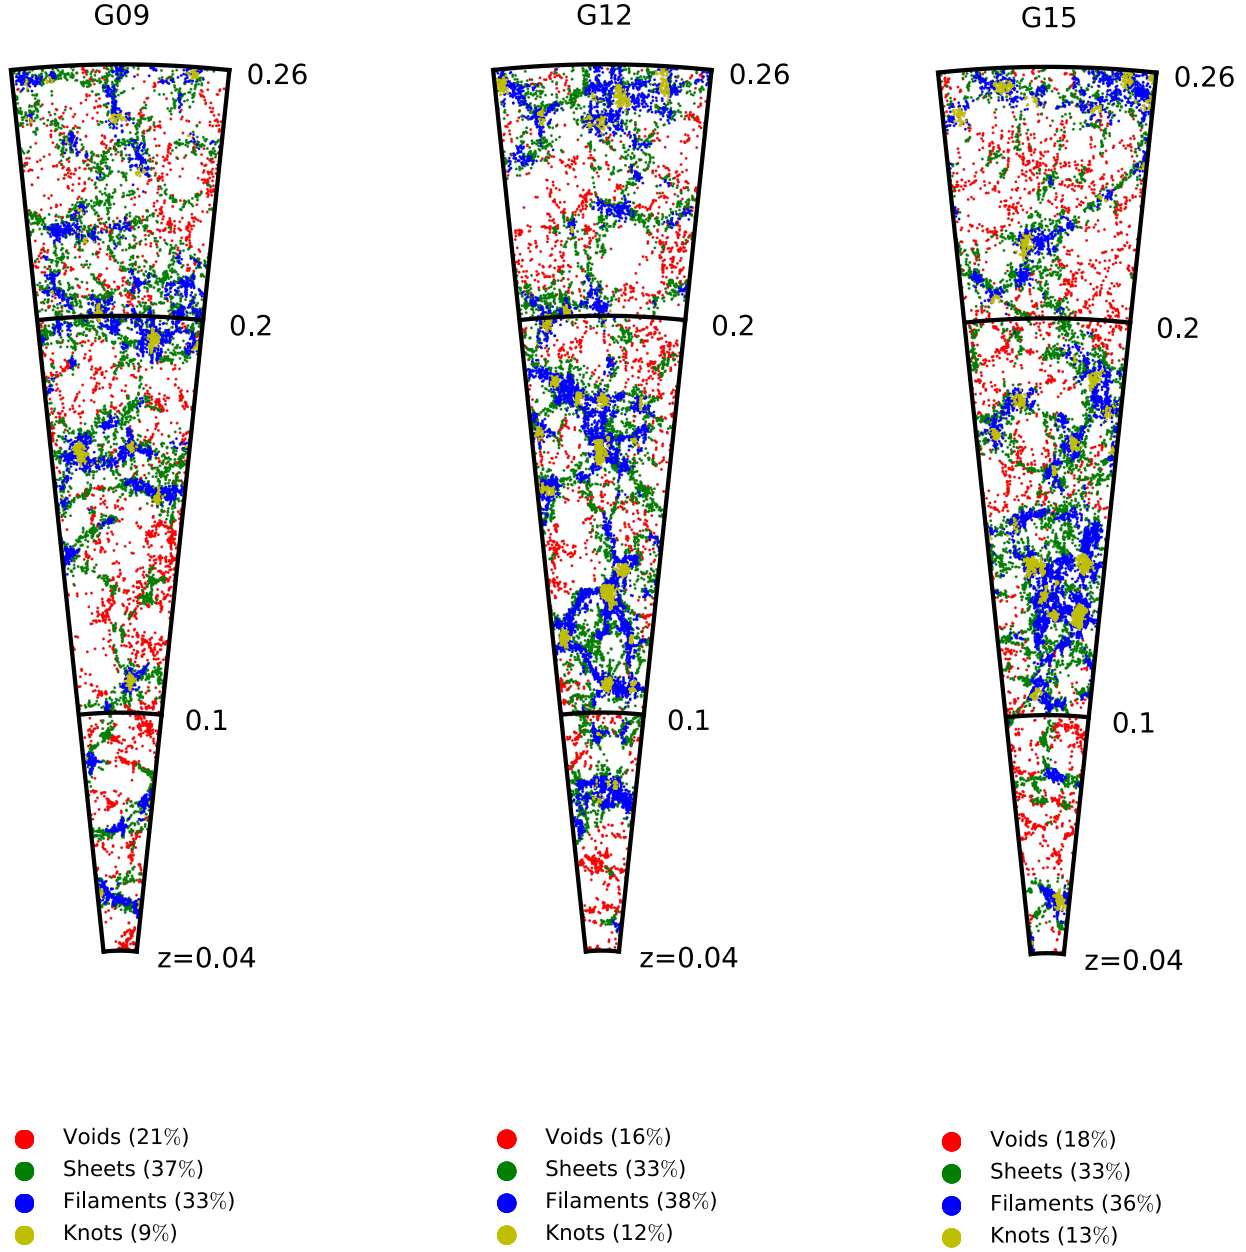 G09 G12 G15
0.26 0.26 0.26
0.2 0.2 0.2
0.1 0.1 0.1
z=0.04 z=0.04 z=0.04
Voids (21%) Voids (16%) Voids (18%)
Sheets (37%) Sheets (33%) Sheets (33%)
Filaments (33%) Filaments (38%) Filaments (36%)
Knots (9%) Knots (12%) Knots (13%)